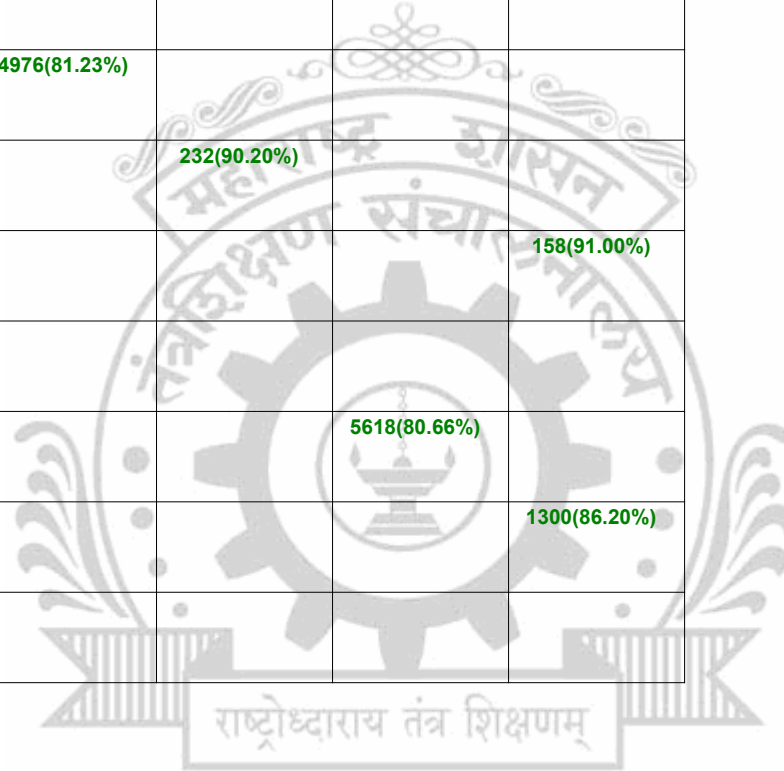 4976(81.23%)
महाराष्ट्र शासन
232(90.20%)
तंत्रशिक्षण संचालनालय
158(91.00%)
5618(80.66%)
1300(86.20%)
राष्ट्रोध्दाराय तंत्र शिक्षणम्